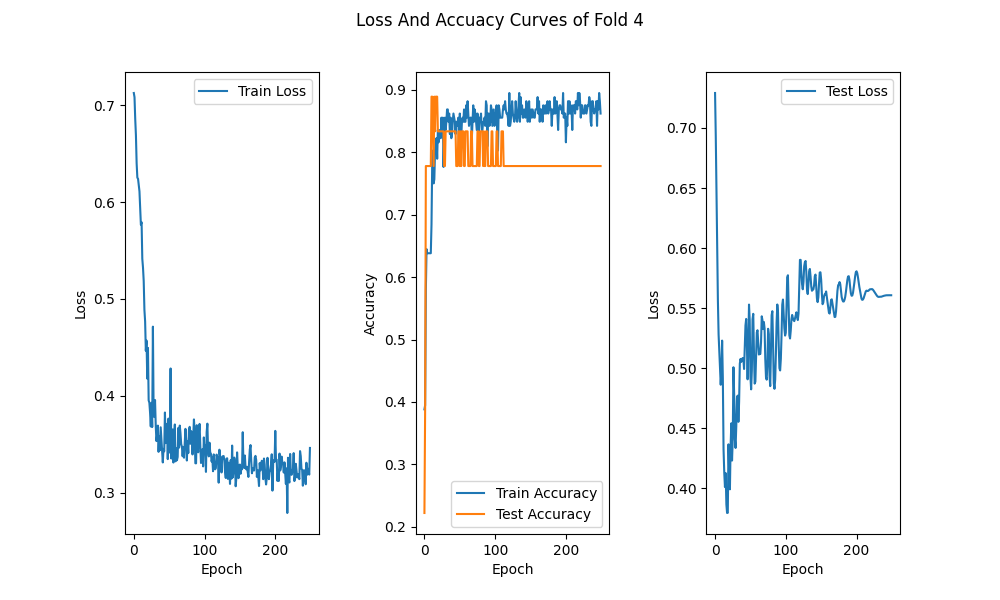 Loss And Accuacy Curves of Fold 4
Train Loss
0.7
0.6
0.5
0.4
0.3
Loss
0
100
200
Epoch
0.9
0.8
0.7
0.6
0.5
0.4
0.3
0.2
Accuracy
Train Accuracy
Test Accuracy
0
100
200
Epoch
Test Loss
0.70
0.65
0.60
0.55
0.50
0.45
0.40
Loss
0
100
200
Epoch